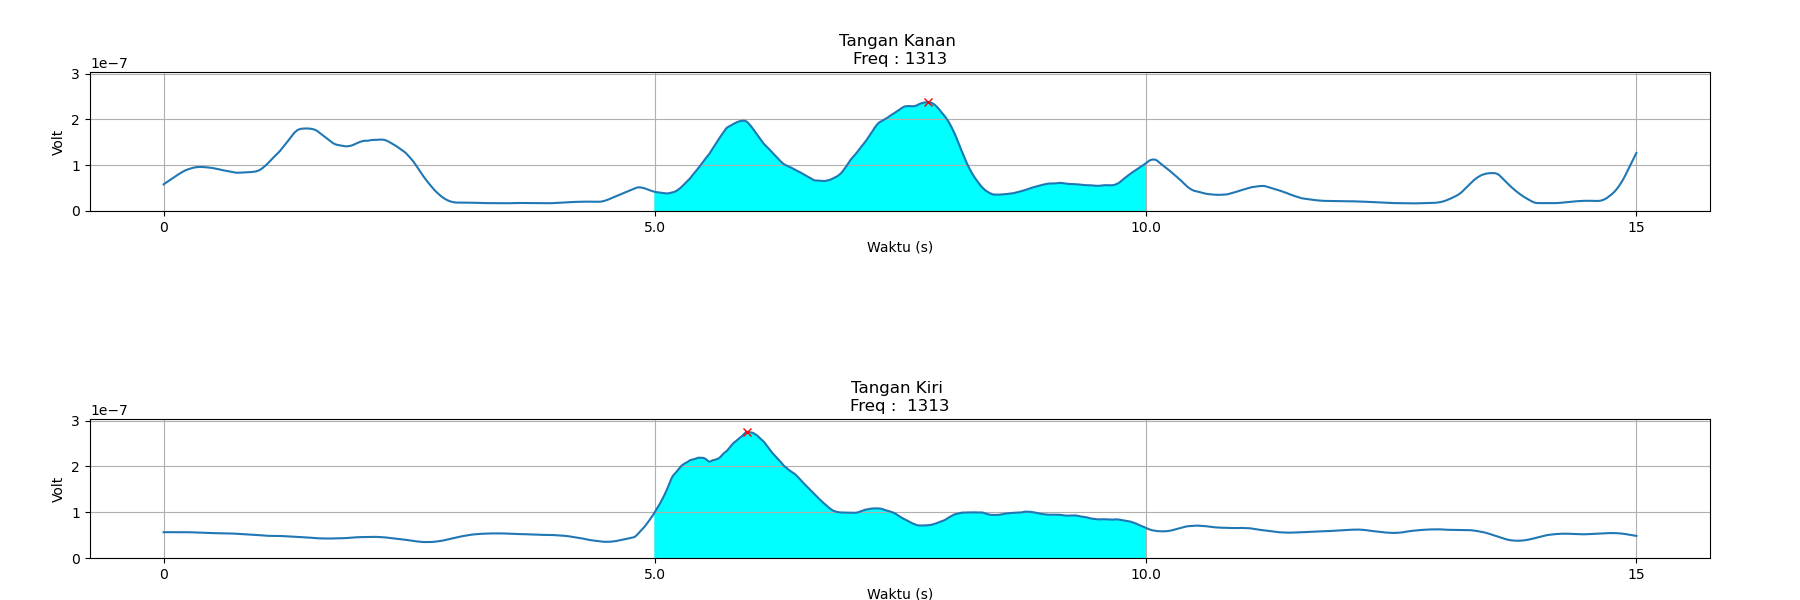 Tangan Kanan
Freq : 1313
1e−7
3
2
1
0
Volt
0 5.0 10.0 15
Waktu (s)
Tangan Kiri
Freq :  1313
1e−7
3
2
1
0
Volt
0 5.0 10.0 15
Waktu (s)